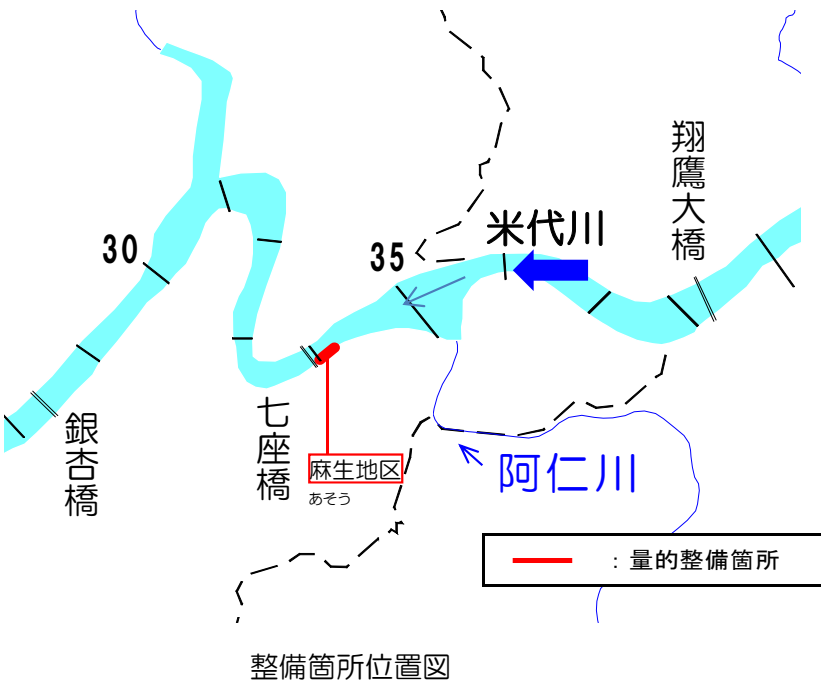 翔鷹大橋
米代川
30
35
七座橋
銀杏橋
麻生地区
あそう
阿仁川
：量的整備箇所
整備箇所位置図